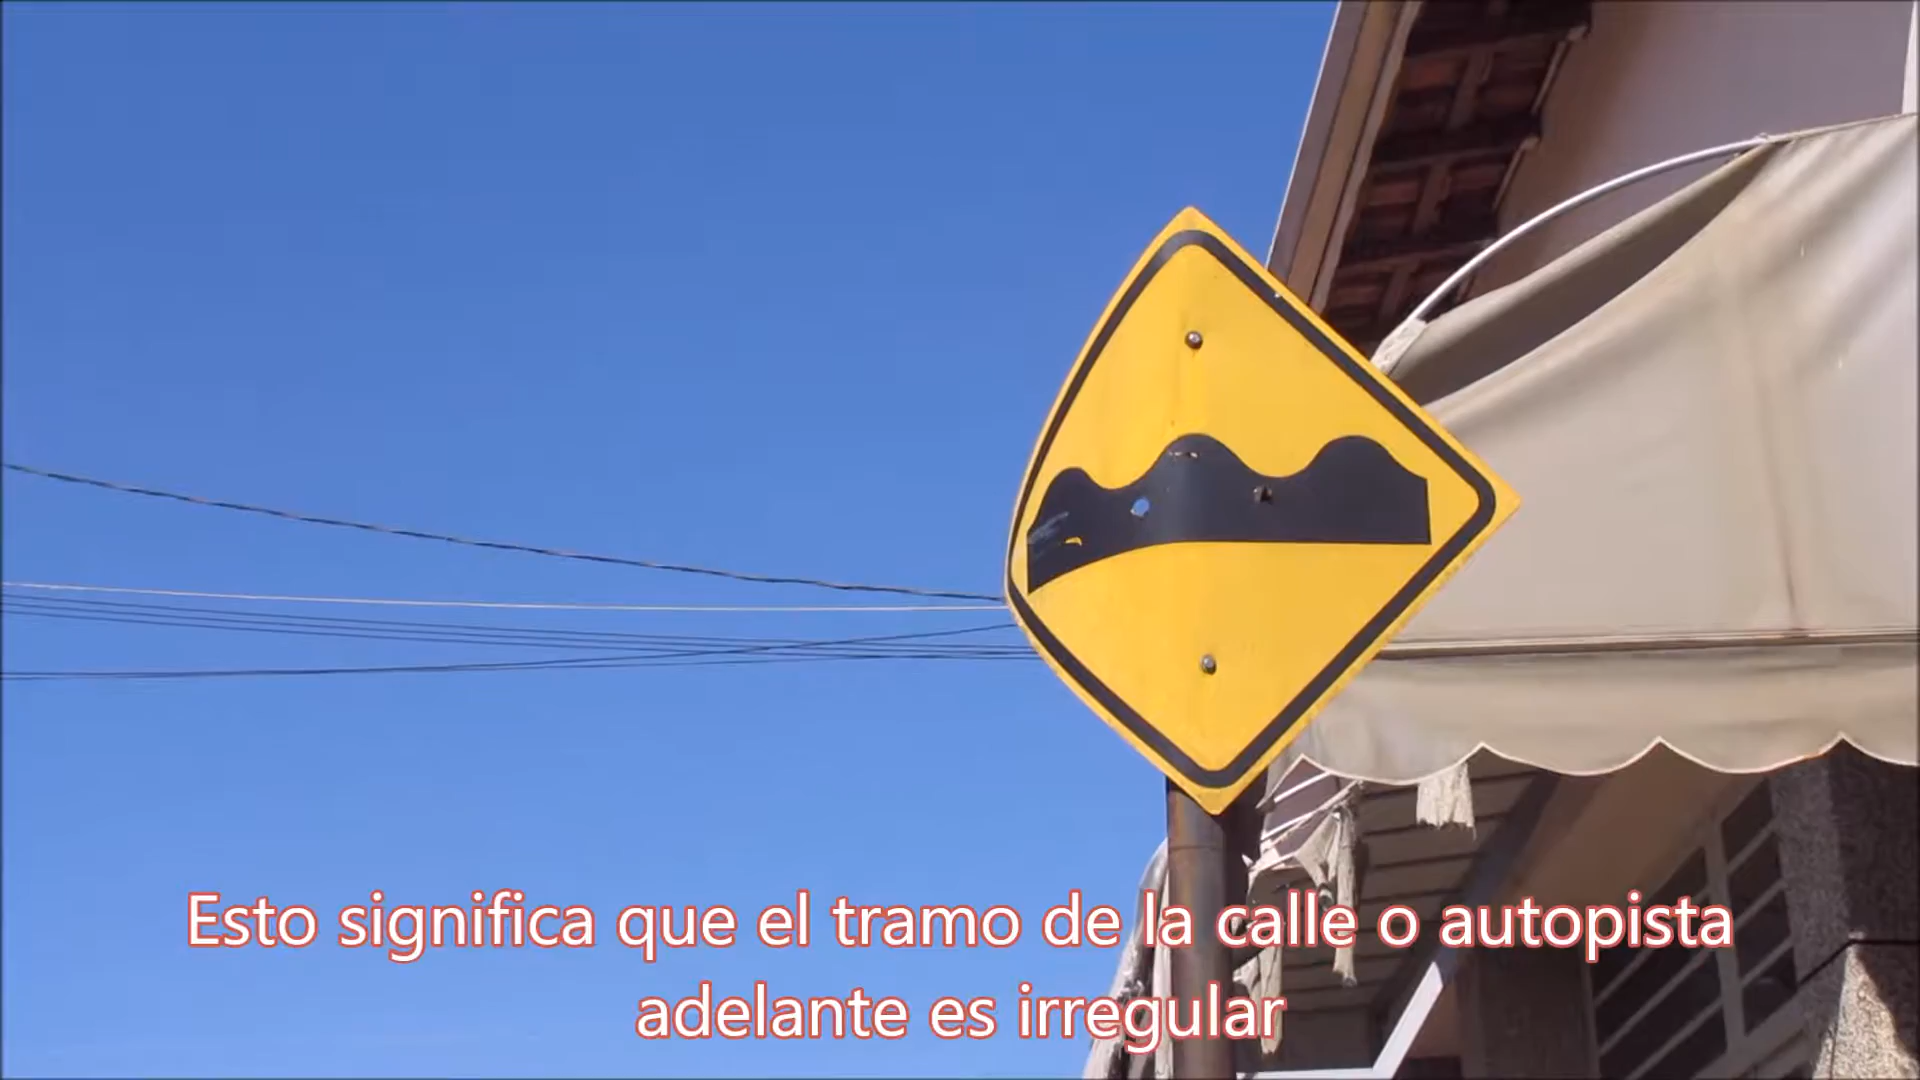 Esto significa que el tramo de la calle o autopista
adelante es irregular